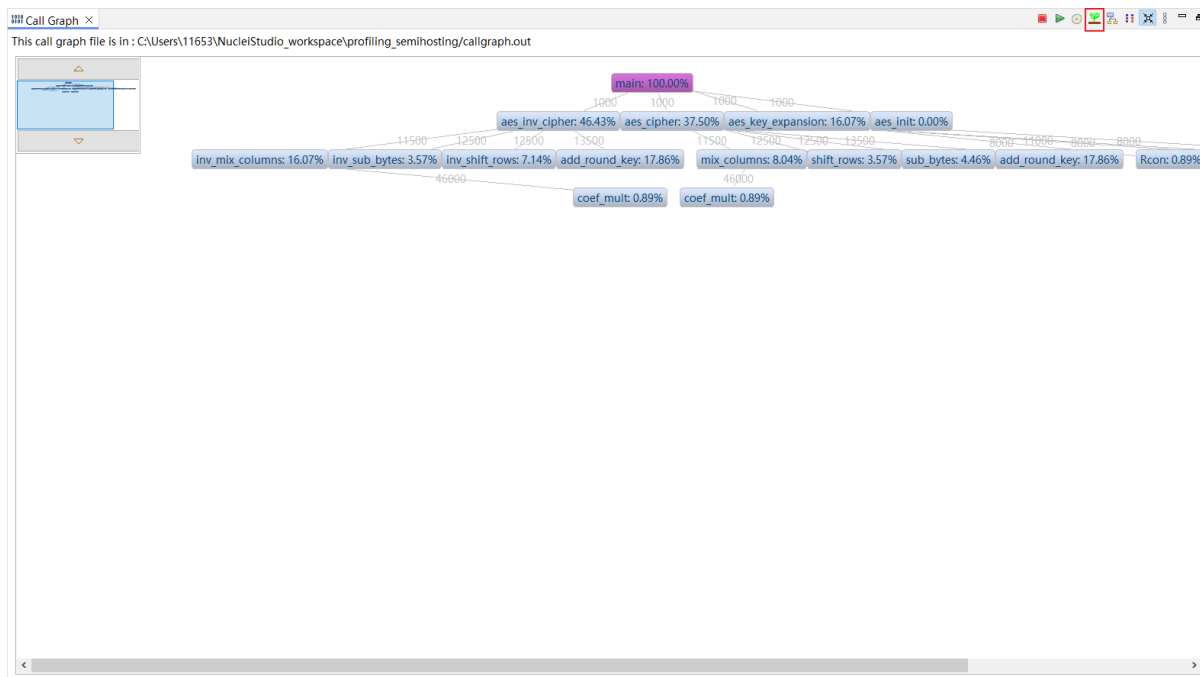 Call Graph
This call graph file is in : C:\Users\11653\NucleiStudio_workspace\profiling_semihosting/callgraph.out
main: 100.00%
1000 1000 1000 1000
aes_inv_cipher: 46.43% aes_cipher: 37.50% aes_key_expansion: 16.07% aes_init: 0.00%
11500 12500 12500 13500 11500 12500 12500 13500 8000 11000 8000 8000
inv_mix_columns: 16.07% inv_sub_bytes: 3.57% inv_shift_rows: 7.14% add_round_key: 17.86% mix_columns: 8.04% shift_rows: 3.57% sub_bytes: 4.46% add_round_key: 17.86% Rcon: 0.89%
46000 46000
coef_mult: 0.89% coef_mult: 0.89%